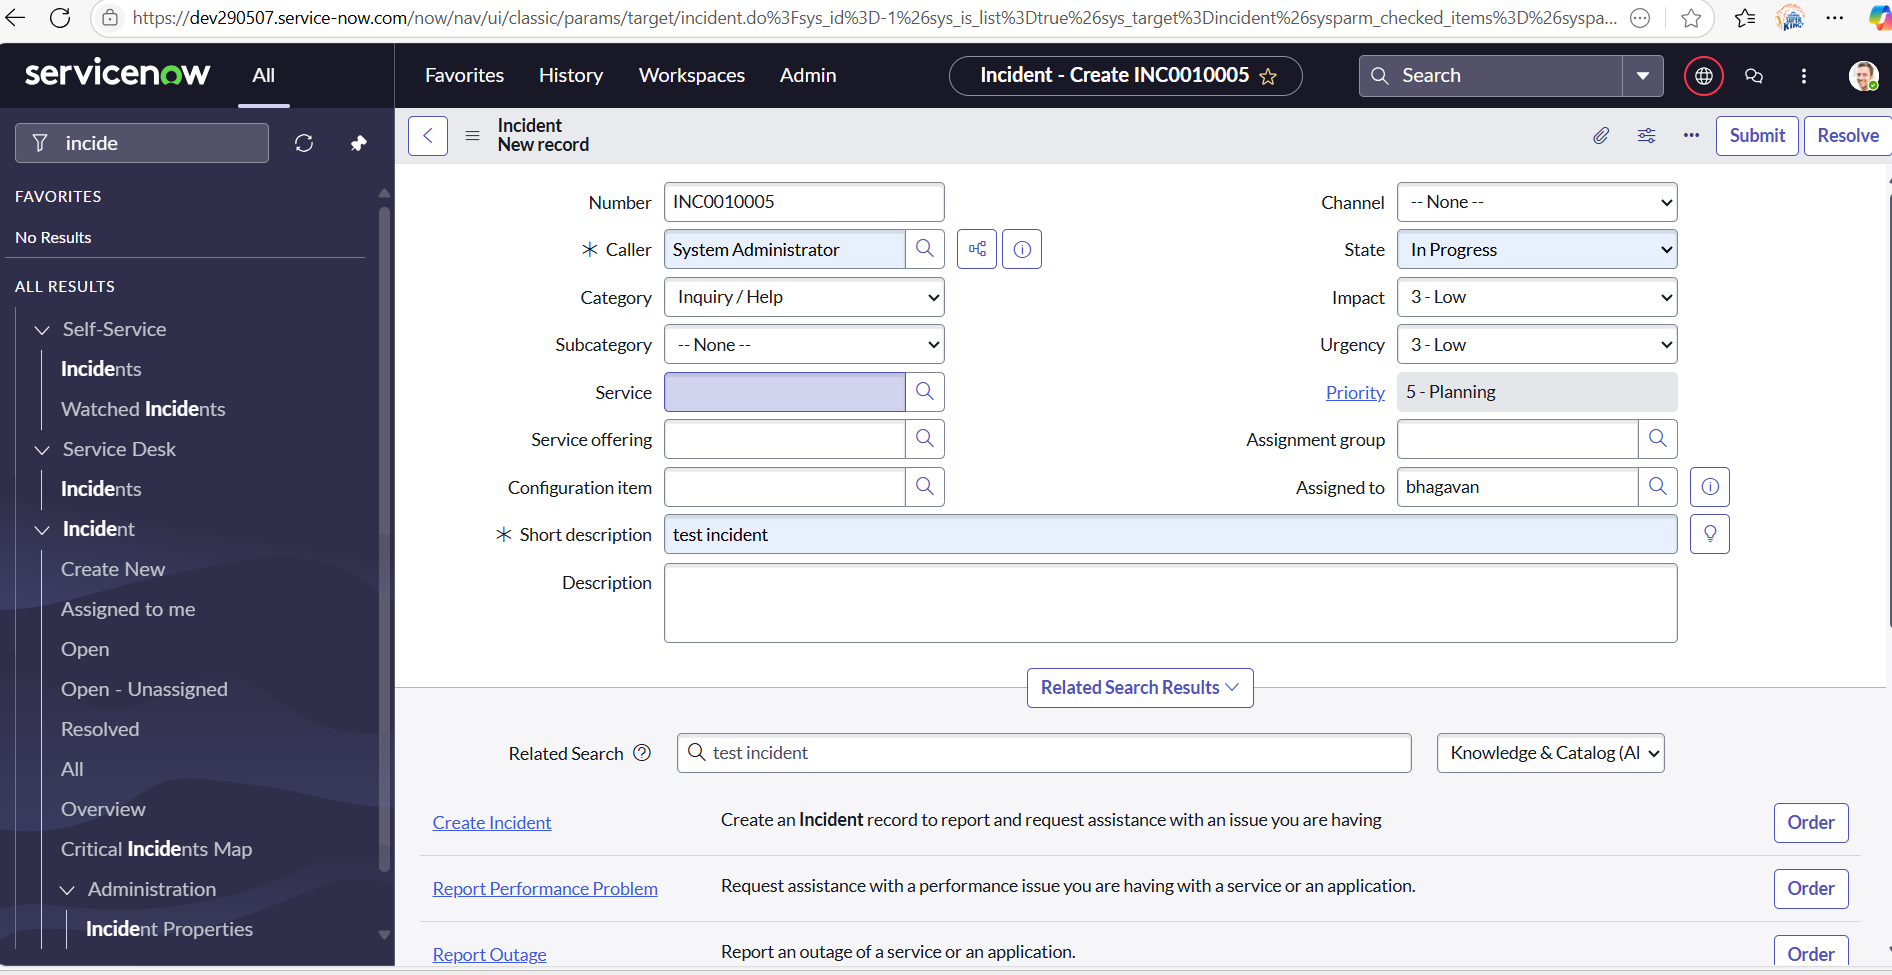 https://dev290507.service-now.com/now/nav/ui/classic/params/target/incident.do%3Fsys_id%3D-1%26sys_is_list%3Dtrue%26sys_target%3Dincident%26sysparm_checked_items%3D%26syspa...
servicenow
All
Favorites
History
Workspaces
Admin
Incident - Create INC0010005
Search
incide
FAVORITES
No Results
ALL RESULTS
Self-Service
Incidents
Watched Incidents
Service Desk
Incidents
Incident
Create New
Assigned to me
Open
Open - Unassigned
Resolved
All
Overview
Critical Incidents Map
Administration
Incident Properties
Incident
New record
Submit
Resolve
Number
INC0010005
Channel
-- None --
Caller
System Administrator
State
In Progress
Category
Inquiry / Help
Impact
3 - Low
Subcategory
-- None --
Urgency
3 - Low
Service
Priority
5 - Planning
Service offering
Assignment group
Configuration item
Assigned to
bhagavan
Short description
test incident
Description
Related Search Results
Related Search
test incident
Knowledge & Catalog (Al
Create Incident
Create an Incident record to report and request assistance with an issue you are having
Order
Report Performance Problem
Request assistance with a performance issue you are having with a service or an application.
Order
Report Outage
Report an outage of a service or an application.
Order